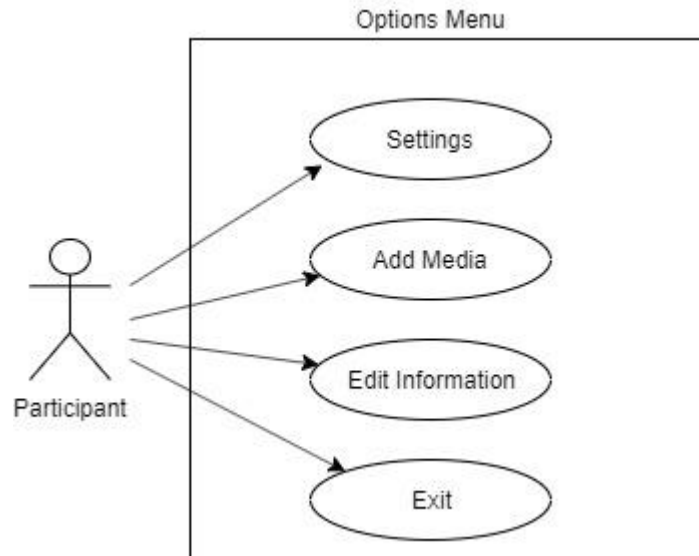 Options Menu
Settings
Add Media
Edit Information
Participant
Exit